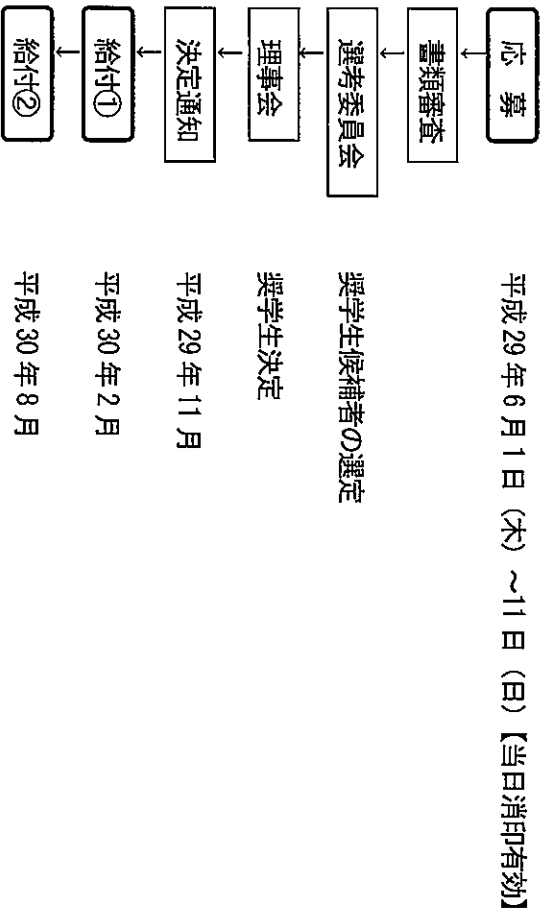 応募 平成29年6月1日（木）～11日（日）【当日消印有効】
↓
書類審査
↓
選考委員会 奨学生候補者の選定
↓
理事会 奨学生決定
↓
決定通知 平成29年11月
↓
給付① 平成30年2月
↓
給付② 平成30年8月